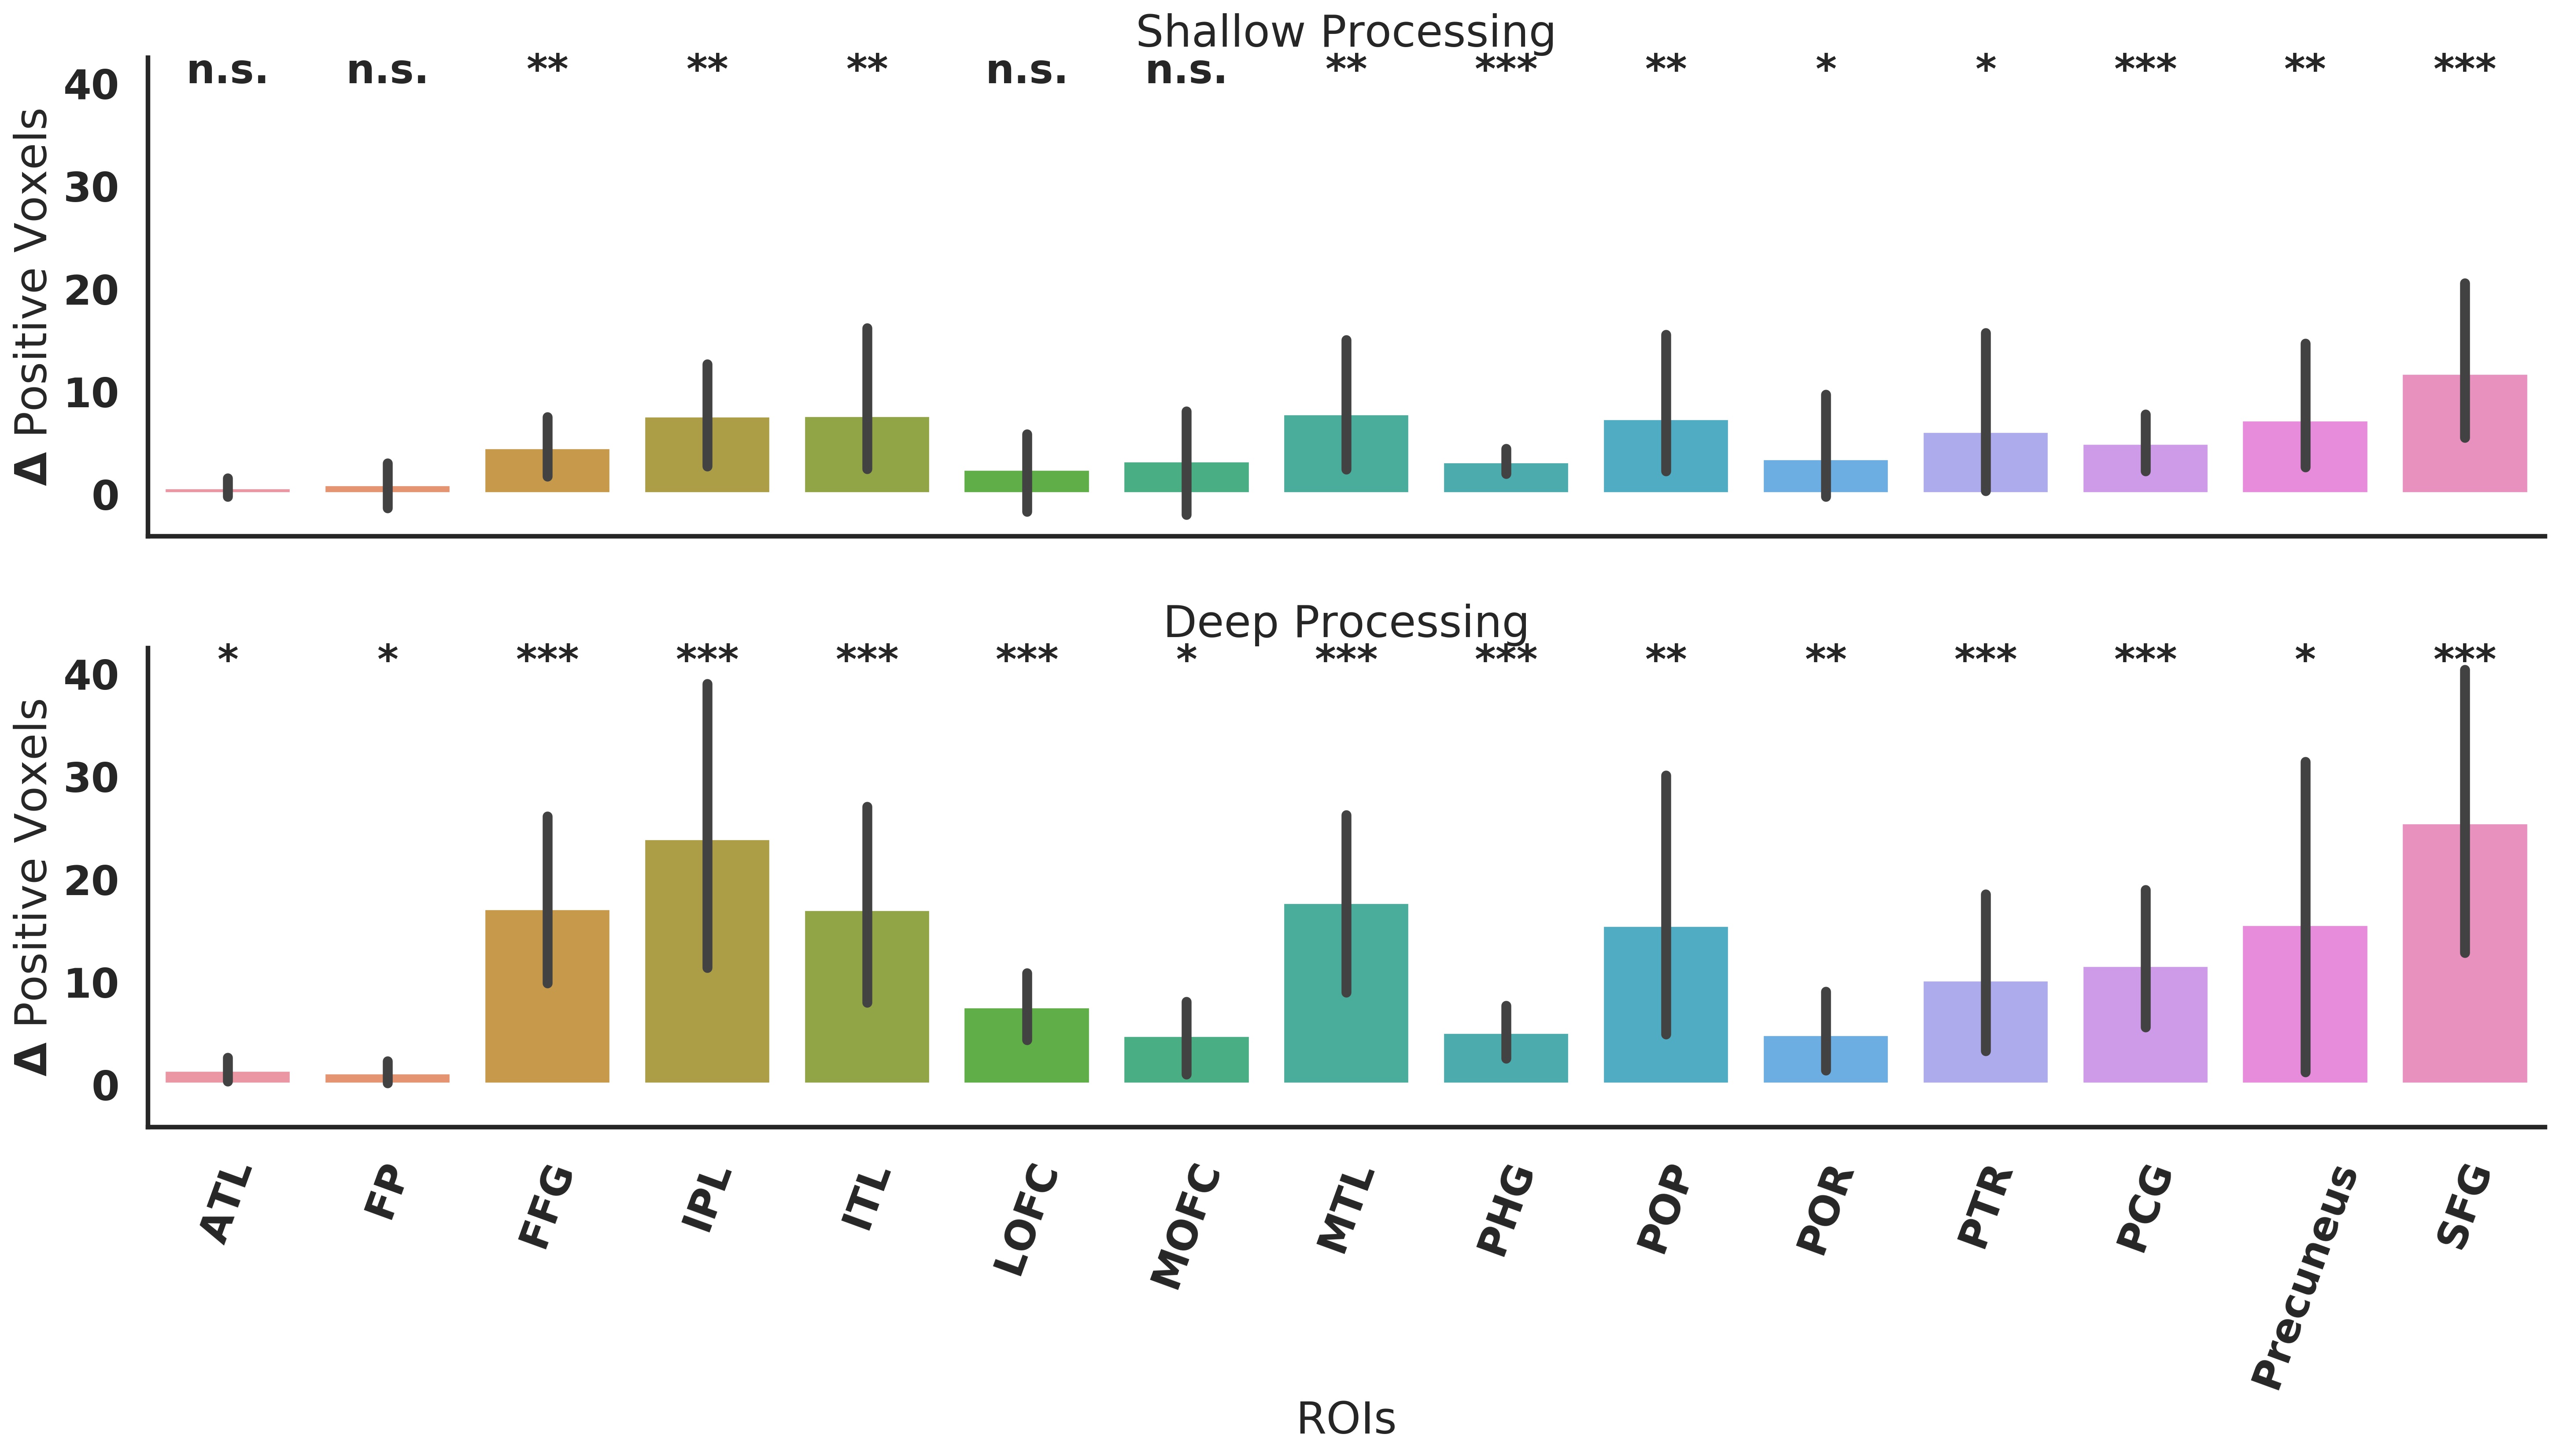 Shallow Processing
n.s. n.s. ** ** ** n.s. n.s. ** *** ** * * *** ** ***
Δ Positive Voxels
40
30
20
10
0
Deep Processing
* * *** *** *** *** * *** *** ** ** *** *** * ***
Δ Positive Voxels
40
30
20
10
0
ATL FP FFG IPL ITL LOFC MOFC MTL PHG POP POR PTR PCG Precuneus SFG
ROIs